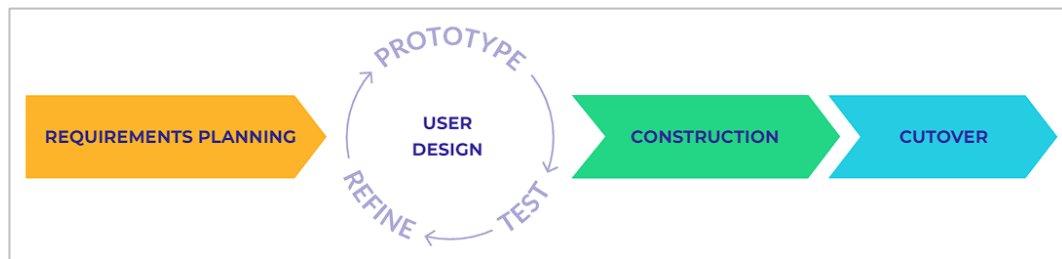 REQUIREMENTS PLANNING
PROTOTYPE
USER
DESIGN
TEST
REFINE
CONSTRUCTION
CUTOVER